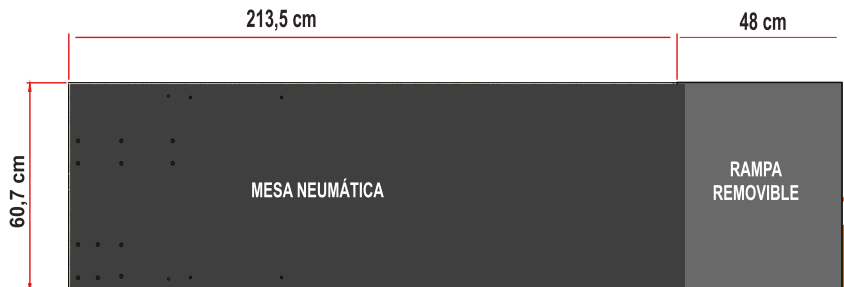 213,5 cm
48 cm
60,7 cm
MESA NEUMÁTICA
RAMPA
REMOVIBLE